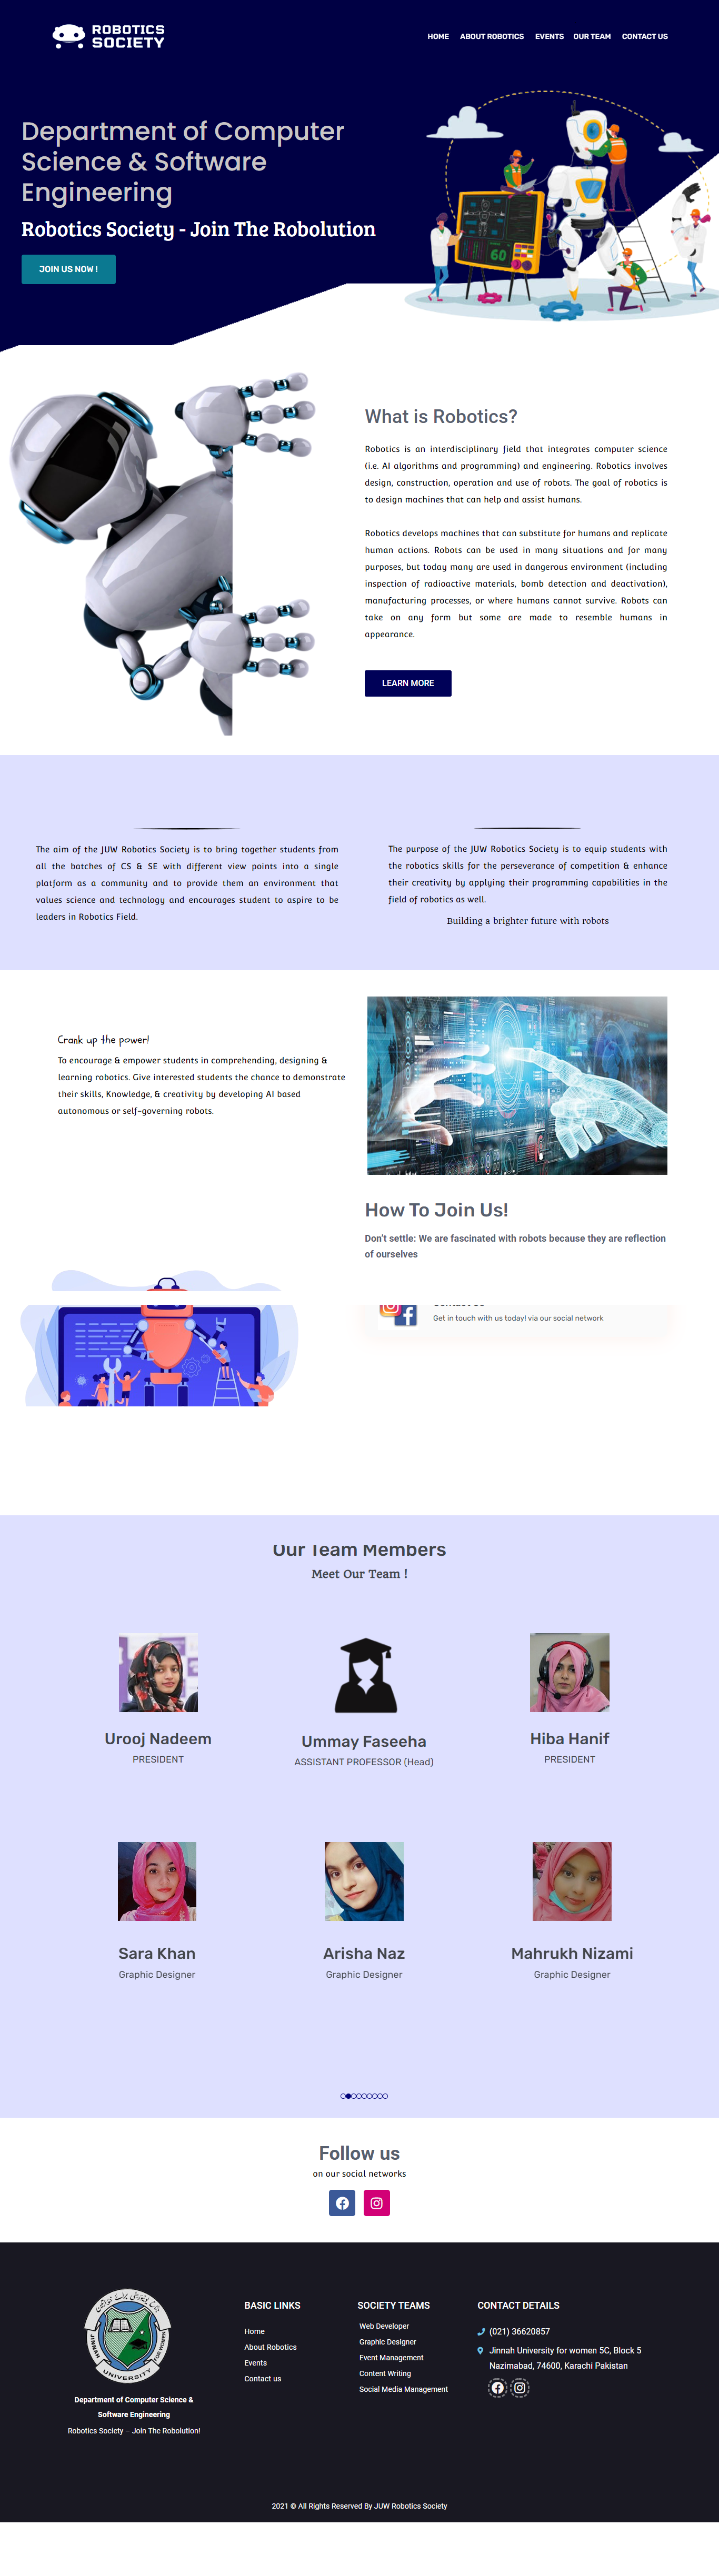 ROBOTICS
SOCIETY
HOME ABOUT ROBOTICS EVENTS OUR TEAM CONTACT US
Department of Computer
Science & Software
Engineering
Robotics Society - Join The Robolution
JOIN US NOW !
60
What is Robotics?
Robotics is an interdisciplinary field that integrates computer science
(i.e. AI algorithms and programming) and engineering. Robotics involves
design, construction, operation and use of robots. The goal of robotics is
to design machines that can help and assist humans.
Robotics develops machines that can substitute for humans and replicate
human actions. Robots can be used in many situations and for many
purposes, but today many are used in dangerous environment (including
inspection of radioactive materials, bomb detection and deactivation),
manufacturing processes, or where humans cannot survive. Robots can
take on any form but some are made to resemble humans in
appearance.
LEARN MORE
The aim of the JUW Robotics Society is to bring together students from
all the batches of CS & SE with different view points into a single
platform as a community and to provide them an environment that
values science and technology and encourages student to aspire to be
leaders in Robotics Field.
The purpose of the JUW Robotics Society is to equip students with
the robotics skills for the perseverance of competition & enhance
their creativity by applying their programming capabilities in the
field of robotics as well.
Building a brighter future with robots
Crank up the power!
To encourage & empower students in comprehending, designing &
learning robotics. Give interested students the chance to demonstrate
their skills, Knowledge, & creativity by developing AI based
autonomous or self-governing robots.
How To Join Us!
Don't settle: We are fascinated with robots because they are reflection
of ourselves
Get in touch with us today! via our social network
Our Team Members
Meet Our Team !
Urooj Nadeem
PRESIDENT
Ummay Faseeha
ASSISTANT PROFESSOR (Head)
Hiba Hanif
PRESIDENT
Sara Khan
Graphic Designer
Arisha Naz
Graphic Designer
Mahrukh Nizami
Graphic Designer
Follow us
on our social networks
JINNAH UNIVERSITY FOR WOMEN
Department of Computer Science &
Software Engineering
Robotics Society – Join The Robolution!
BASIC LINKS
Home
About Robotics
Events
Contact us
SOCIETY TEAMS
Web Developer
Graphic Designer
Event Management
Content Writing
Social Media Management
CONTACT DETAILS
(021) 36620857
Jinnah University for women 5C, Block 5
Nazimabad, 74600, Karachi Pakistan
2021 © All Rights Reserved By JUW Robotics Society